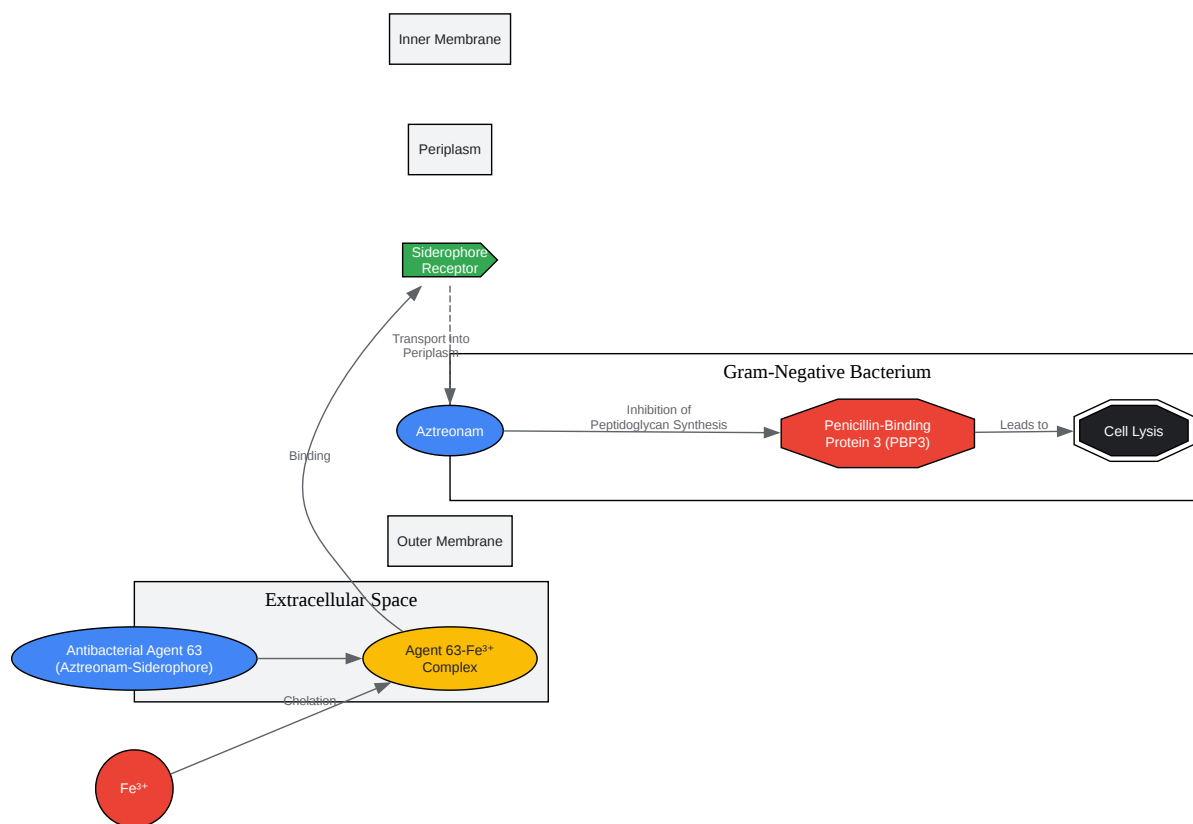 Inner Membrane
Periplasm
Siderophore
Receptor
Transport into
Periplasm
Gram-Negative Bacterium
Aztreonam
Inhibition of
Peptidoglycan Synthesis
Penicillin-Binding
Protein 3 (PBP3)
Leads to
Cell Lysis
Binding
Outer Membrane
Extracellular Space
Antibacterial Agent 63
(Aztreonam-Siderophore)
Agent 63-Fe³⁺
Complex
Chelation
Fe³⁺